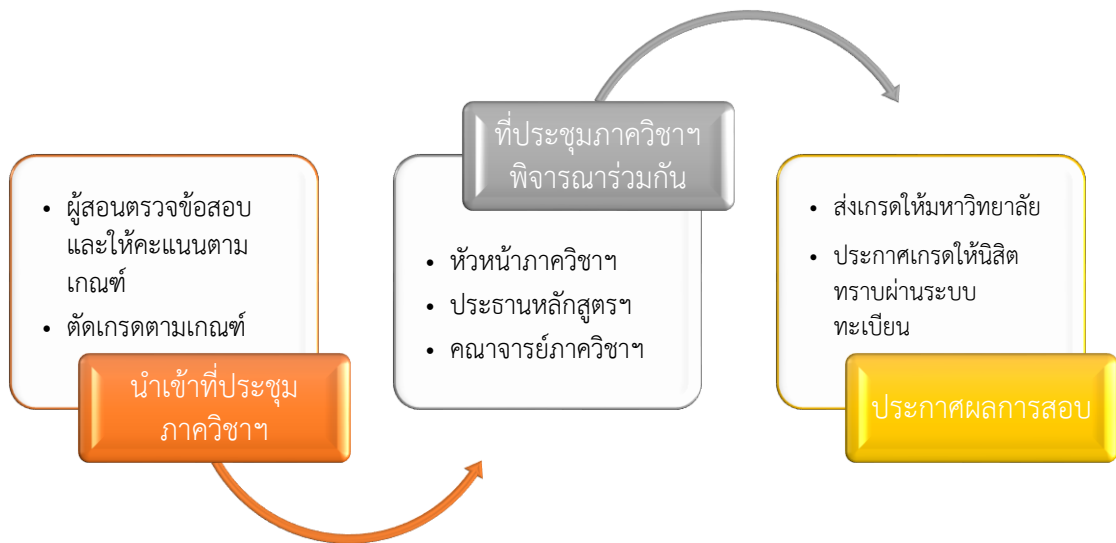 • ผู้สอนตรวจข้อสอบ
และให้คะแนนตาม
เกณฑ์
• ตัดเกรดตามเกณฑ์
นำเข้าที่ประชุม
ภาควิชาฯ
ที่ประชุมภาควิชาฯ
พิจารณาร่วมกัน
• หัวหน้าภาควิชาฯ
• ประธานหลักสูตรฯ
• คณาจารย์ภาควิชาฯ
• ส่งเกรดให้มหาวิทยาลัย
• ประกาศเกรดให้นิสิต
ทราบผ่านระบบ
ทะเบียน
ประกาศผลการสอบ